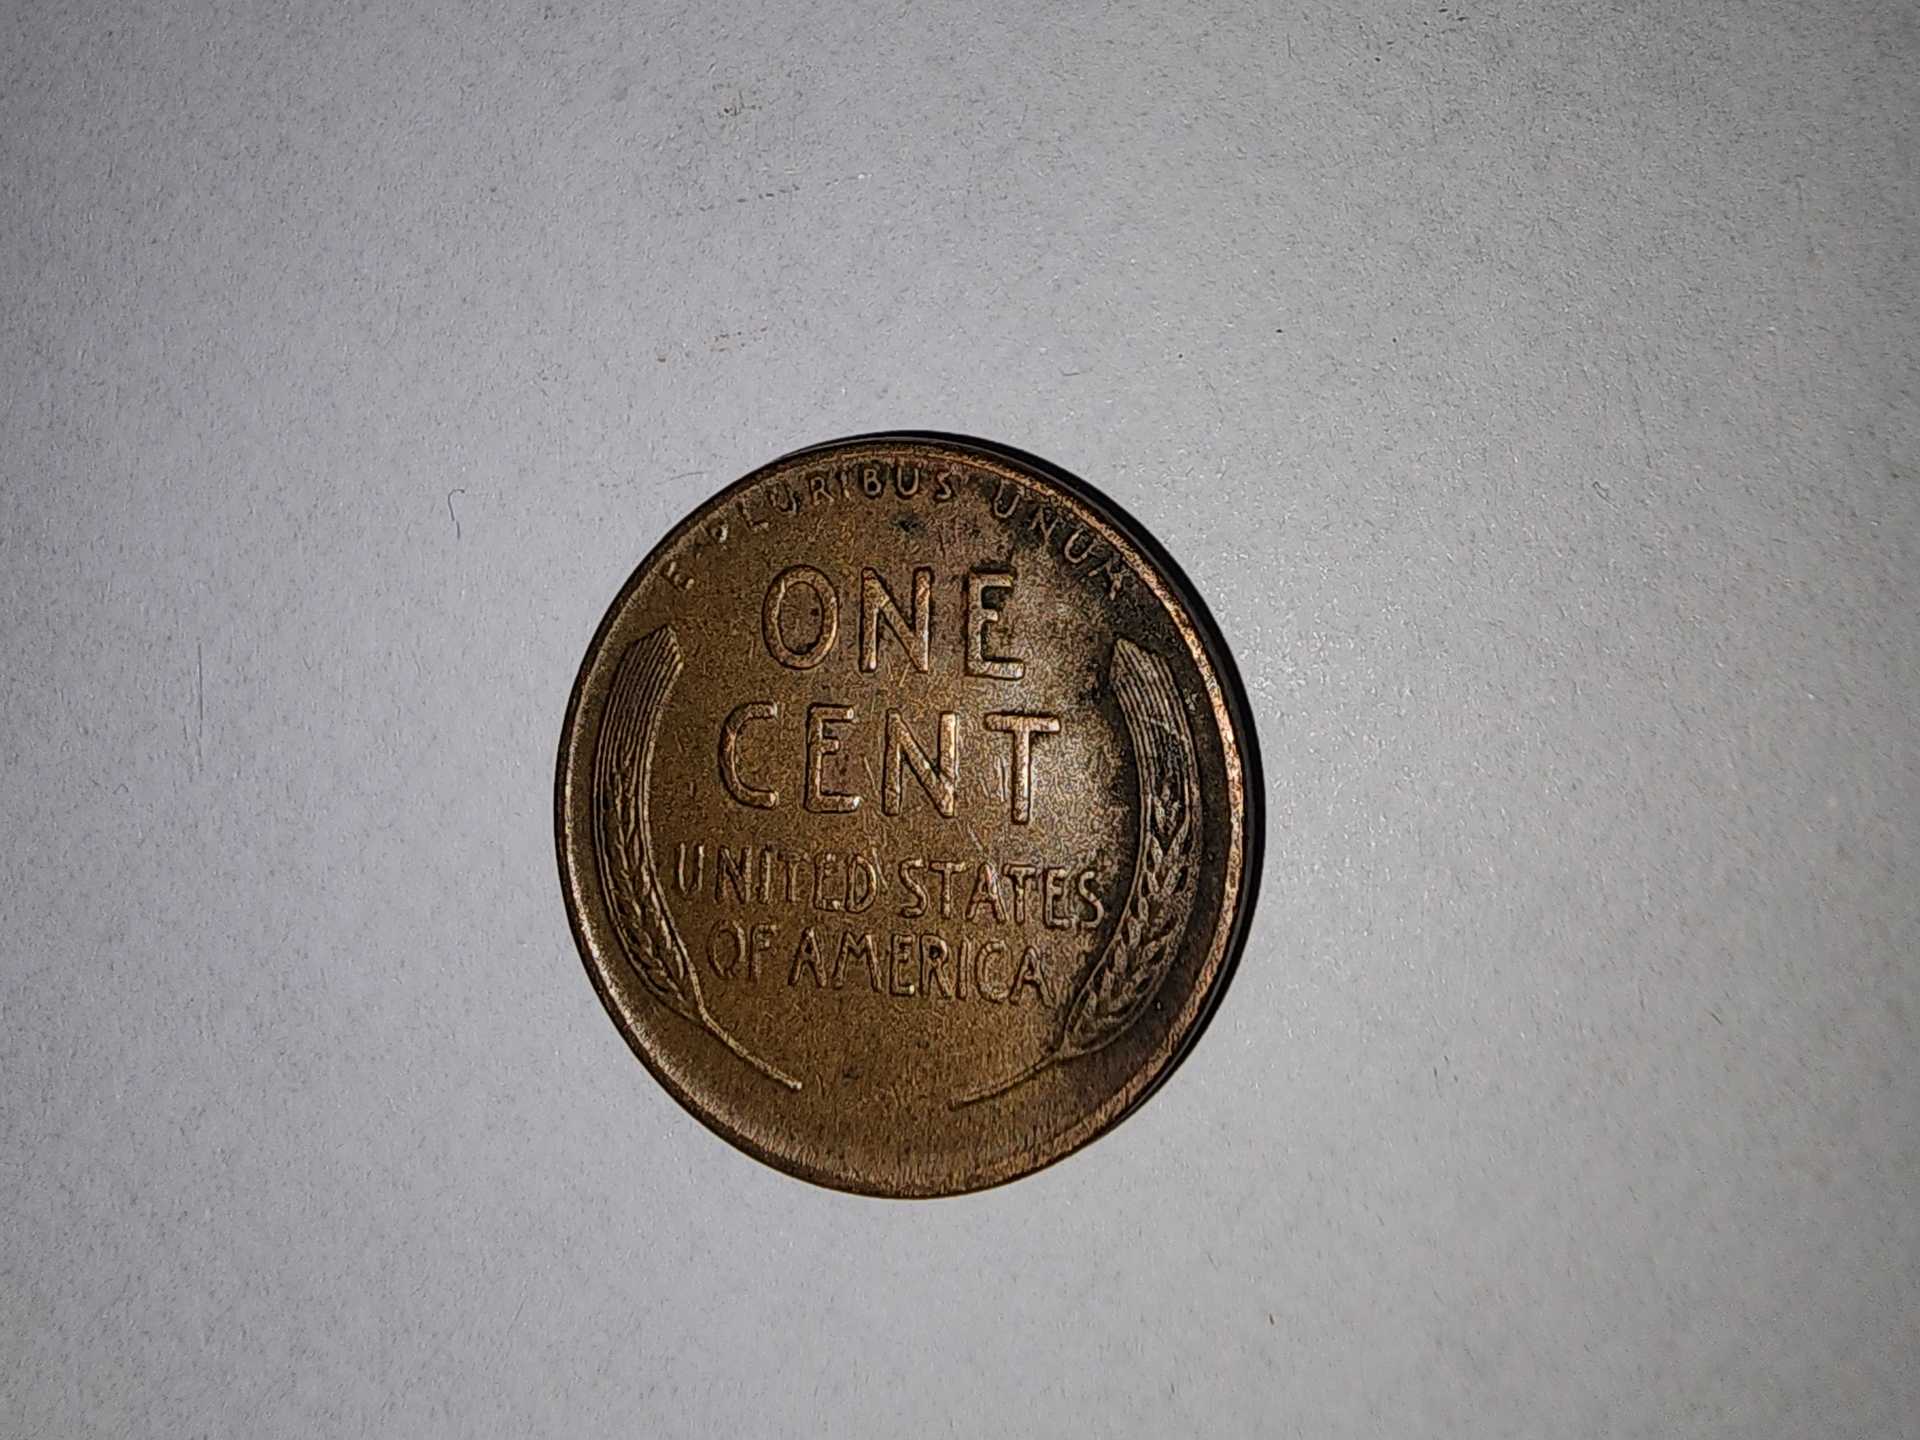 E PLURIBUS UNUM
ONE
CENT
UNITED STATES
OF AMERICA